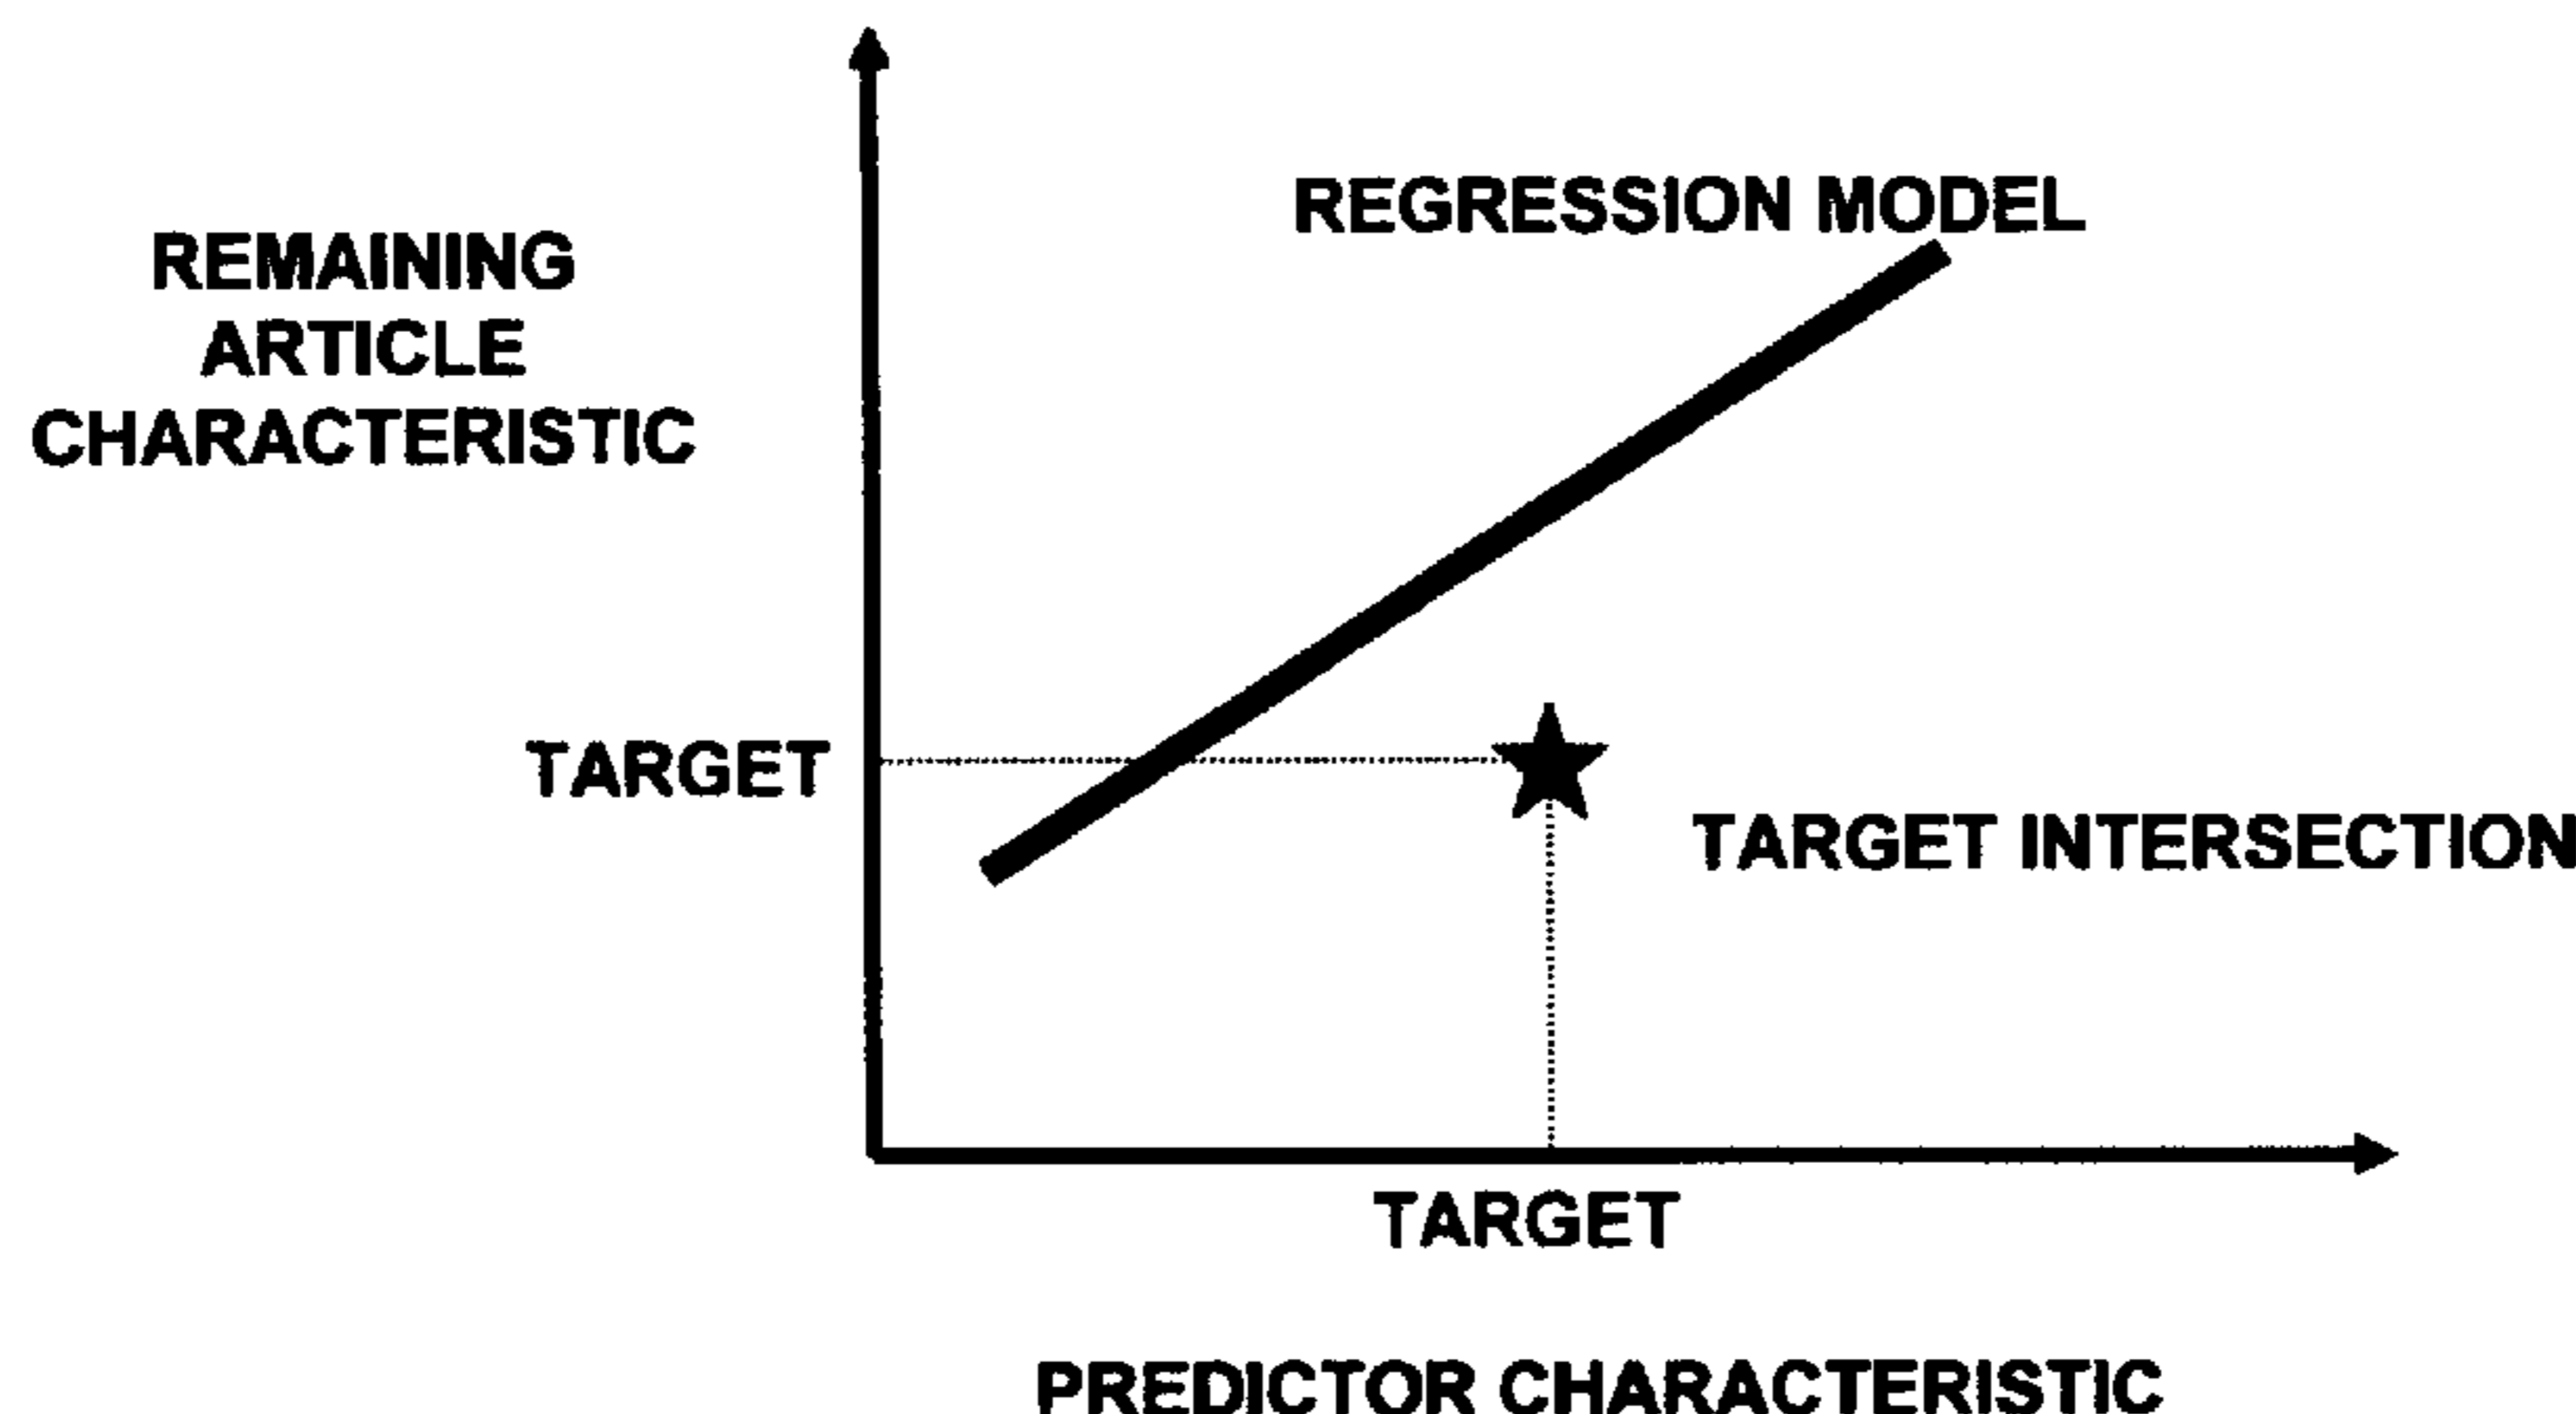 REGRESSION MODEL
REMAINING
ARTICLE
CHARACTERISTIC
TARGET
TARGET INTERSECTION
TARGET
PREDICTOR CHARACTERISTIC